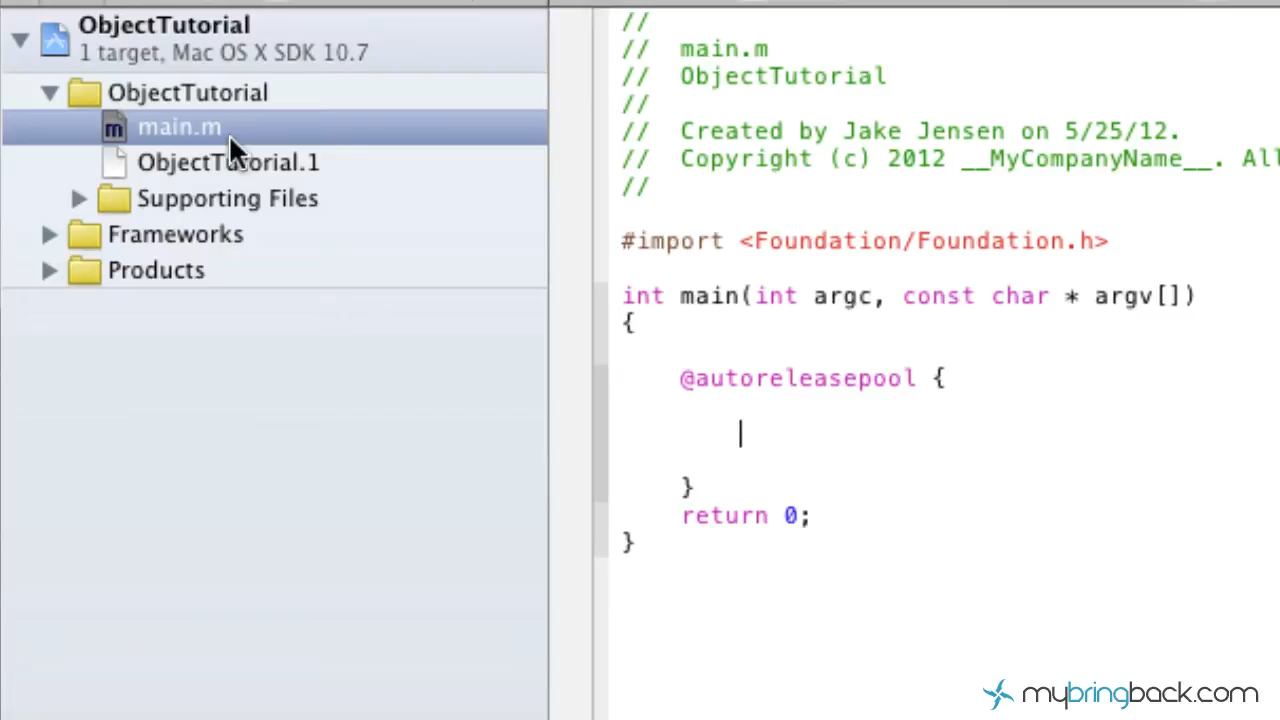 ObjectTutorial
1 target, Mac OS X SDK 10.7
ObjectTutorial
main.m
ObjectTutorial.1
Supporting Files
Frameworks
Products
//
// main.m
// ObjectTutorial
//
// Created by Jake Jensen on 5/25/12.
// Copyright (c) 2012 __MyCompanyName__. All
//
#import <Foundation/Foundation.h>
int main(int argc, const char * argv[])
{
@autoreleasepool {
}
return 0;
}
mybringback.com